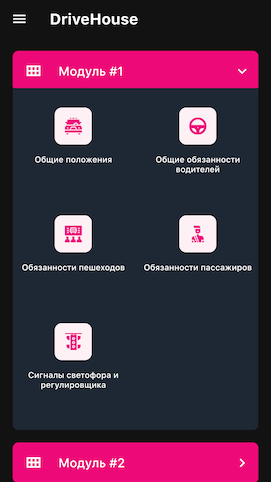 DriveHouse
Модуль #1
Общие положения
Общие обязанности
водителей
Обязанности пешеходов
Обязанности пассажиров
Сигналы светофора и
регулировщика
Модуль #2